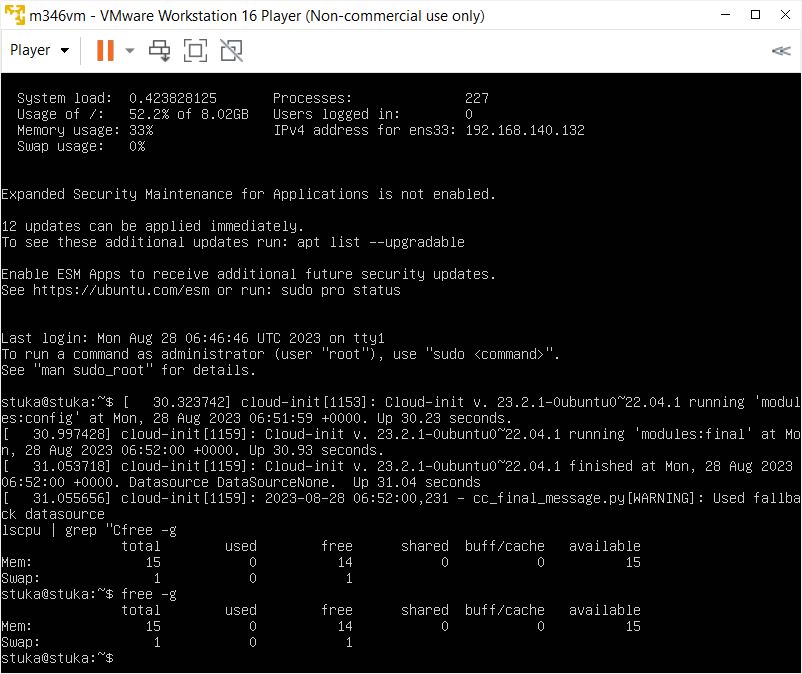 m346vm - VMware Workstation 16 Player (Non-commercial use only)
Player
System load: 0.423828125 Processes: 227
Usage of /: 52.2% of 8.02GB Users logged in: 0
Memory usage: 33% IPv4 address for ens33: 192.168.140.132
Swap usage: 0%
Expanded Security Maintenance for Applications is not enabled.
12 updates can be applied immediately.
To see these additional updates run: apt list --upgradable
Enable ESM Apps to receive additional future security updates.
See https://ubuntu.com/esm or run: sudo pro status
Last login: Mon Aug 28 06:46:46 UTC 2023 on tty1
To run a command as administrator (user "root"), use "sudo <command>".
See "man sudo_root" for details.
stuka@stuka:~$ [   30.323742] cloud-init[1153]: Cloud-init v. 23.2.1-0ubuntu0~22.04.1 running 'modul
es:config' at Mon, 28 Aug 2023 06:51:59 +0000. Up 30.23 seconds.
[   30.997428] cloud-init[1159]: Cloud-init v. 23.2.1-0ubuntu0~22.04.1 running 'modules:final' at Mo
n, 28 Aug 2023 06:52:00 +0000. Up 30.93 seconds.
[   31.053718] cloud-init[1159]: Cloud-init v. 23.2.1-0ubuntu0~22.04.1 finished at Mon, 28 Aug 2023
06:52:00 +0000. Datasource DataSourceNone.  Up 31.04 seconds
[   31.055656] cloud-init[1159]: 2023-08-28 06:52:00,231 - cc_final_message.py[WARNING]: Used fallba
ck datasource
lscpu | grep "Cfree -g
total used free shared buff/cache available
Mem: 15 0 14 0 0 15
Swap: 1 0 1
stuka@stuka:~$ free -g
total used free shared buff/cache available
Mem: 15 0 14 0 0 15
Swap: 1 0 1
stuka@stuka:~$